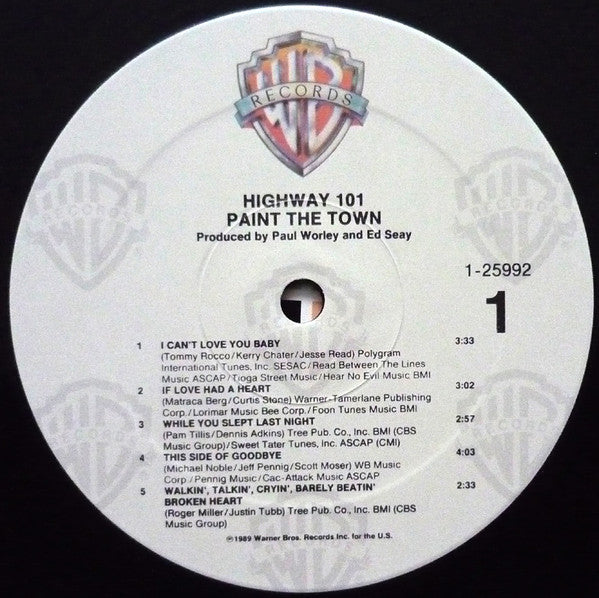 WB
RECORDS
HIGHWAY 101
PAINT THE TOWN
Produced by Paul Worley and Ed Seay
1-25992
1
1 I CAN'T LOVE YOU BABY 3:33
(Tommy Rocco/Kerry Chater/Jesse Read) Polygram
International Tunes, Inc. SESAC/Read Between The Lines
Music ASCAP/Tioga Street Music/Hear No Evil Music BMI
2 IF LOVE HAD A HEART 3:02
(Matraca Berg/Curtis Stone) Warner-Tamerlane Publishing
Corp./Lorimar Music Bee Corp./Foon Tunes Music BMI
3 WHILE YOU SLEPT LAST NIGHT 2:57
(Pam Tillis/Dennis Adkins) Tree Pub. Co., Inc. BMI (CBS
Music Group)/Sweet Tater Tunes, Inc. ASCAP (CMI)
4 THIS SIDE OF GOODBYE 4:03
(Michael Noble/Jeff Pennig/Scott Moser) WB Music
Corp./Pennig Music/Cac-Attack Music ASCAP
5 WALKIN', TALKIN', CRYIN', BARELY BEATIN' 2:33
BROKEN HEART
(Roger Miller/Justin Tubb) Tree Pub. Co., Inc. BMI (CBS
Music Group)
℗1989 Warner Bros. Records Inc. for the U.S.